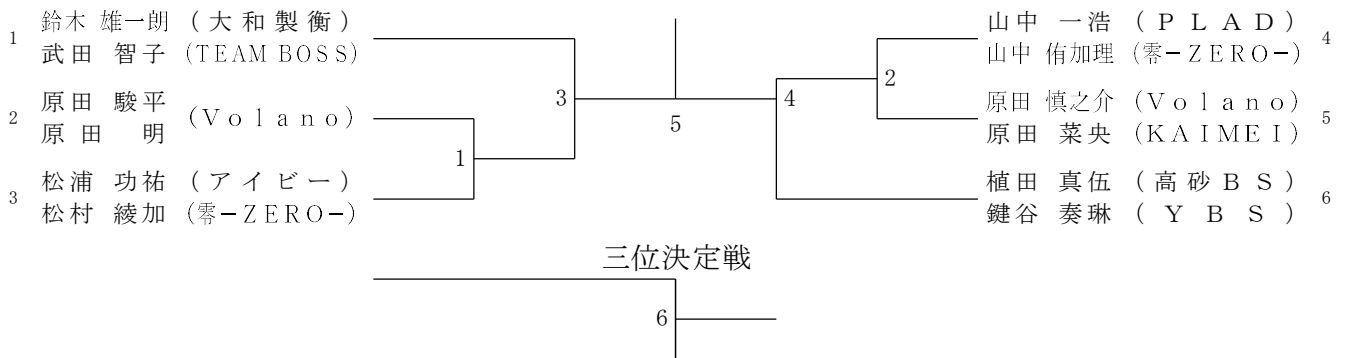 1 鈴木 雄一朗 (大和製衡)
武田 智子 (TEAM BOSS)
2 原田 駿平
原田 明 (Volano)
3 松浦 功祐 (アイビー)
松村 綾加 (零-ZERO-)
3
1
5
4
2
山中 一浩 (PLAD) 4
山中 侑加理 (零-ZERO-)
原田 慎之介 (Volano) 5
原田 菜央 (KAIMEI)
植田 真伍 (高砂BS) 6
鍵谷 奏琳 (YBS)
三位決定戦
6